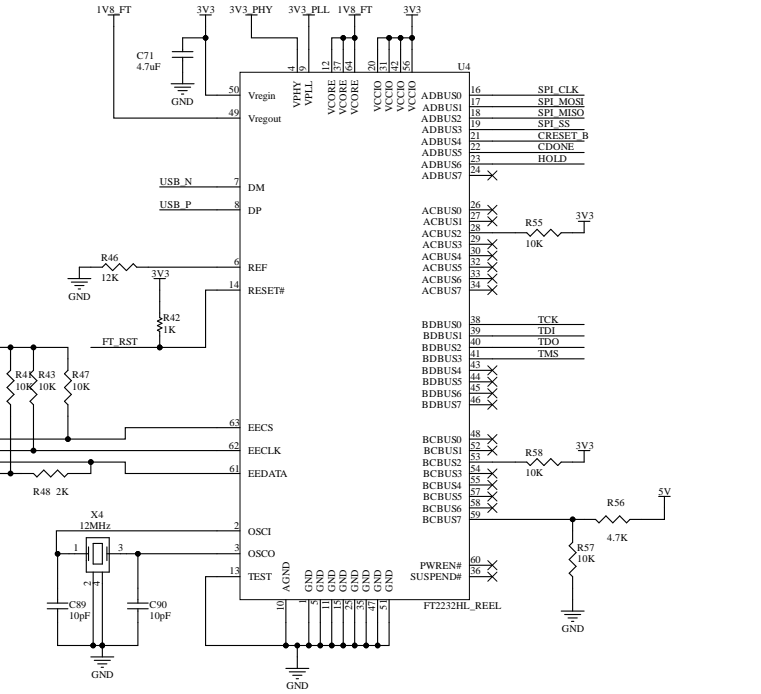 1V8_FT 3V3 3V3_PHY 3V3_PLL 1V8_FT 3V3
C71
4.7uF
GND
4 9 12 37 64 20 31 42 56
U4
VPHY VPLL VCORE VCORE VCORE VCCIO VCCIO VCCIO VCCIO
50 Vregin
49 Vregout
ADBUS0 16 SPI_CLK
ADBUS1 17 SPI_MOSI
ADBUS2 18 SPI_MISO
ADBUS3 19 SPI_SS
ADBUS4 21 CRESET_B
ADBUS5 22 CDONE
ADBUS6 23 HOLD
ADBUS7 24
USB_N 7 DM
USB_P 8 DP
ACBUS0 26
ACBUS1 27
ACBUS2 28 R55 10K 3V3
ACBUS3 29
ACBUS4 30
ACBUS5 32
ACBUS6 33
ACBUS7 34
R46
12K
6 REF
GND
3V3
14 RESET#
R42
1K
FT_RST
BDBUS0 38 TCK
BDBUS1 39 TDI
BDBUS2 40 TDO
BDBUS3 41 TMS
BDBUS4 43
BDBUS5 44
BDBUS6 45
BDBUS7 46
R43 R47
10K 10K 10K
63 EECS
62 EECLK
61 EEDATA
R48 2K
BCBUS0 48
BCBUS1 52
BCBUS2 53 R58 10K 3V3
BCBUS3 54
BCBUS4 55
BCBUS5 57
BCBUS6 58
BCBUS7 59
R56
4.7K
5V
R57
10K
GND
X4
12MHz
1 3
2 4
2 OSCI
3 OSCO
13 TEST
PWREN# 60
SUSPEND# 36
C89
10pF
C90
10pF
GND
AGND GND GND GND GND GND GND GND GND
10 1 5 11 15 25 35 47 51
FT2232HL_REEL
GND